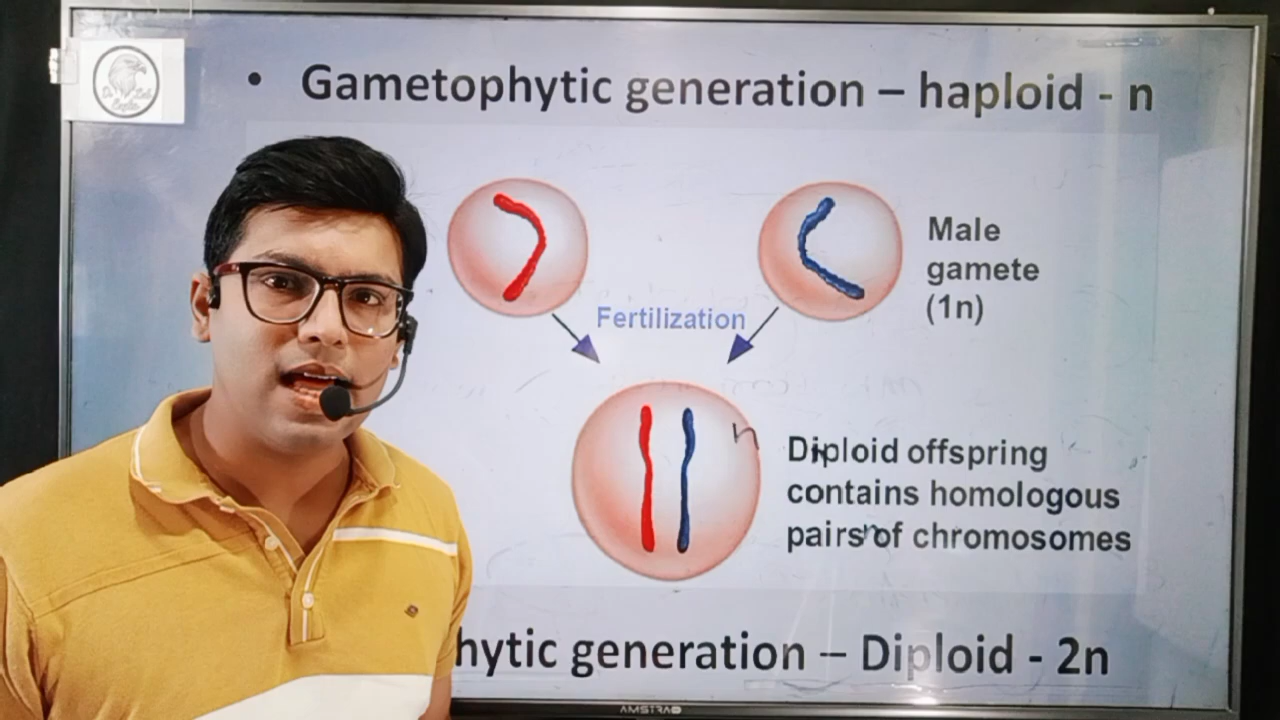 • Gametophytic generation – haploid - n
Male
gamete
(1n)
Fertilization
n
Diploid offspring
contains homologous
pairs of chromosomes
n
hytic generation – Diploid - 2n
AMSTRAD